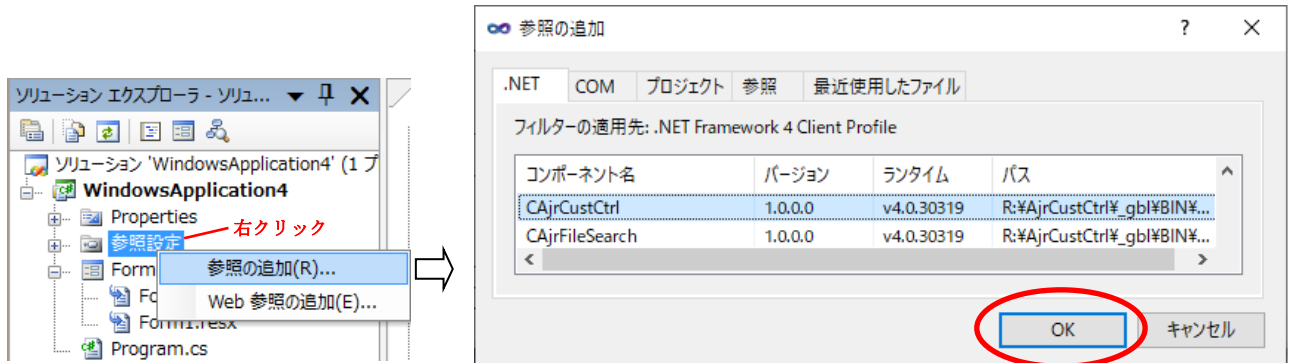 ソリューション エクスプローラ - ソリュ...
ソリューション 'WindowsApplication4' (1 プ
WindowsApplication4
Properties
参照設定
右クリック
Form
参照の追加(R)...
Fo
Web 参照の追加(E)...
Form1.resx
Program.cs
参照の追加
.NET COM プロジェクト 参照 最近使用したファイル
フィルターの適用先: .NET Framework 4 Client Profile
コンポーネント名 バージョン ランタイム パス
CAjrCustCtrl 1.0.0.0 v4.0.30319 R:¥AjrCustCtrl¥_gbl¥BIN¥...
CAjrFileSearch 1.0.0.0 v4.0.30319 R:¥AjrCustCtrl¥_gbl¥BIN¥...
OK キャンセル